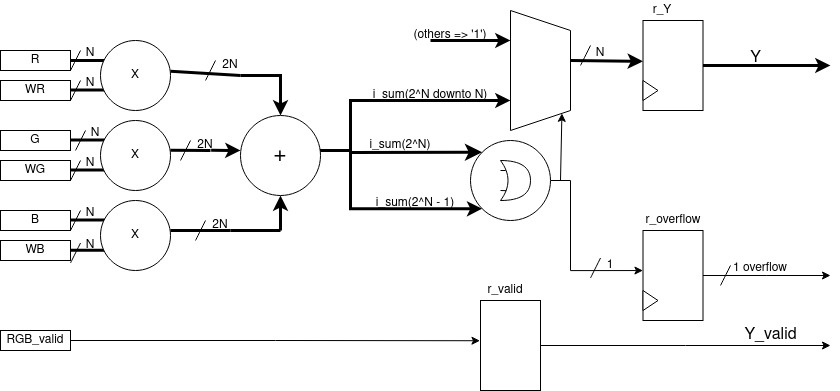 r_Y
(others => '1')
R
N
2N
N
Y
X
WR
N
i_sum(2^N downto N)
G
N
2N
i_sum(2^N)
X
+
WG
N
i_sum(2^N - 1)
B
N
2N
r_overflow
X
WB
N
1
1 overflow
r_valid
RGB_valid
Y_valid